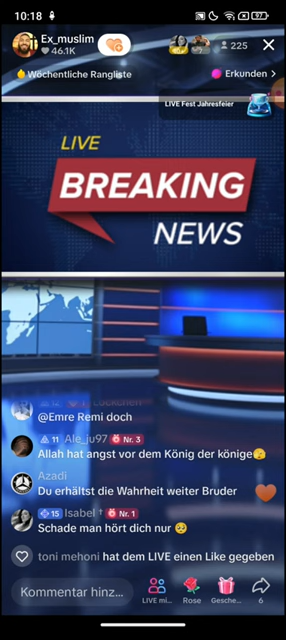 10:18
97
Ex_muslim
46.1K
225
Wöchentliche Rangliste
Erkunden >
LIVE Fest Jahresfeier
LIVE
BREAKING
NEWS
Löckchen
@Emre Remi doch
11 Ale_ju97 Nr. 3
Allah hat angst vor dem König der könige
Azadi
Du erhältst die Wahrheit weiter Bruder
15 Isabel † Nr. 1
Schade man hört dich nur 🥺
toni mehoni hat dem LIVE einen Like gegeben
Kommentar hinz...
LIVE mi...
Rose
Gesche...
6